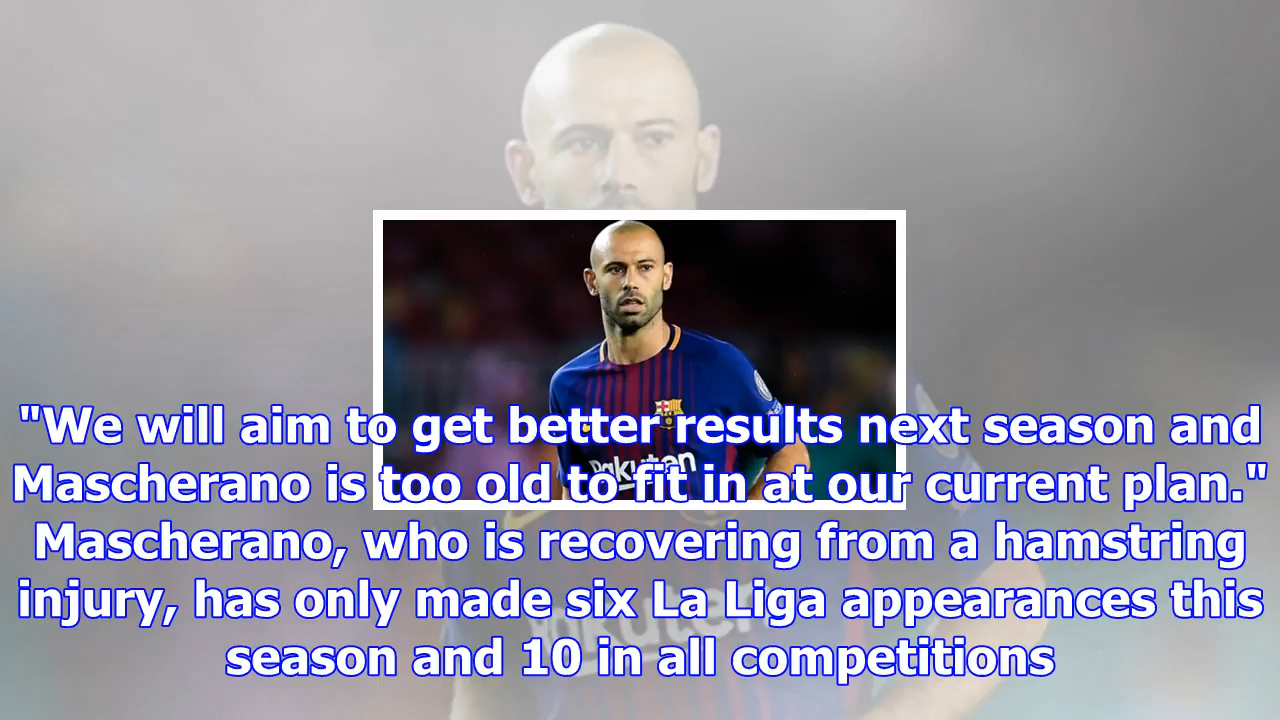 "We will aim to get better results next season and
Mascherano is too old to fit in at our current plan."
Mascherano, who is recovering from a hamstring
injury, has only made six La Liga appearances this
season and 10 in all competitions
Rakuten